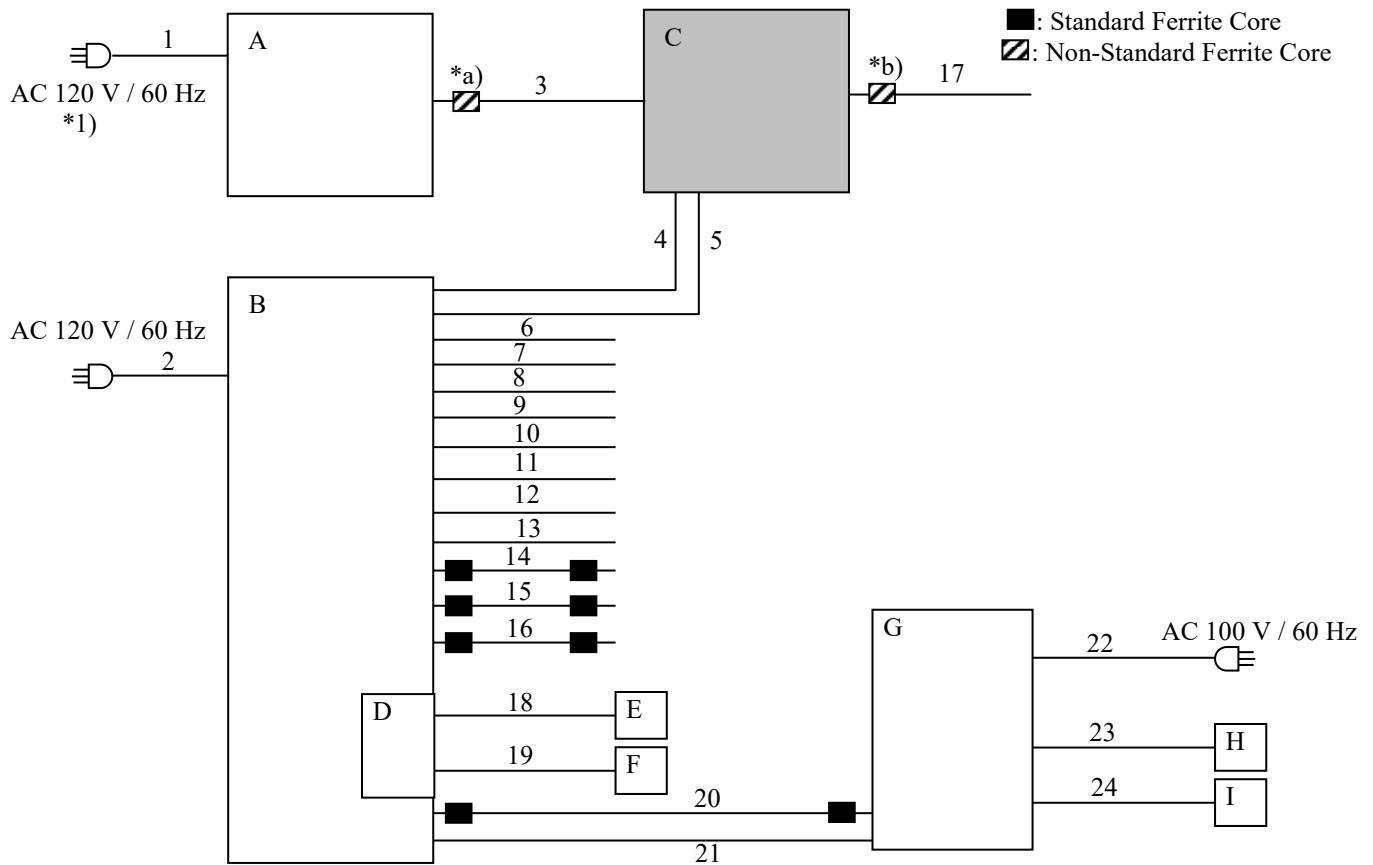 ■: Standard Ferrite Core
▨: Non-Standard Ferrite Core
1
A
C
*a)
3
*b)
17
AC 120 V / 60 Hz
*1)
4
5
B
AC 120 V / 60 Hz
2
6
7
8
9
10
11
12
13
14
15
16
G
22
AC 100 V / 60 Hz
D
18
E
23
H
19
F
24
I
20
21